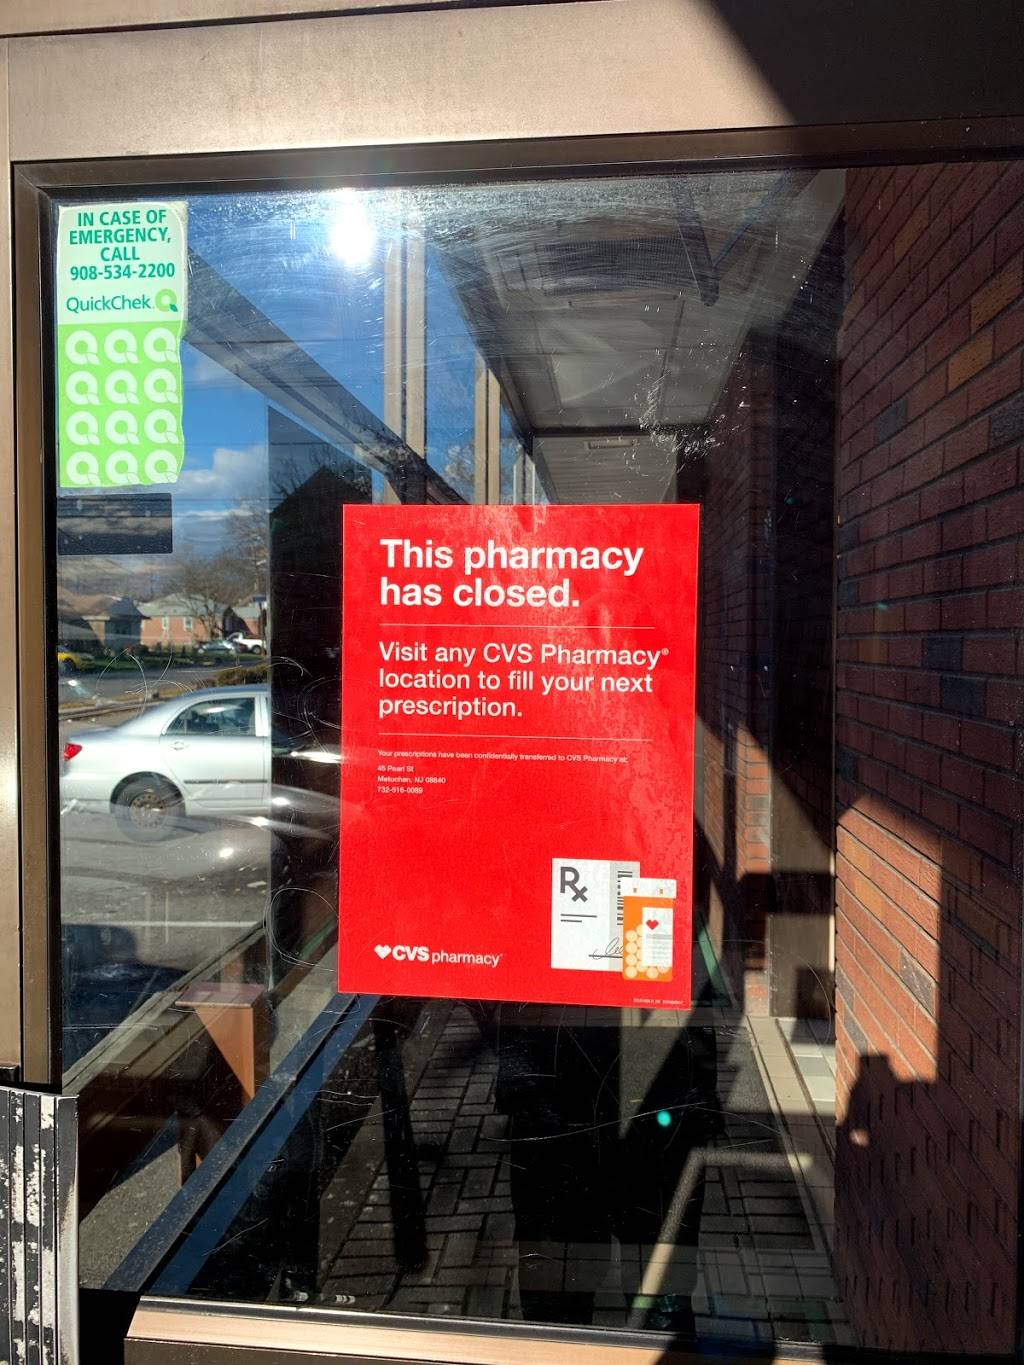 IN CASE OF
EMERGENCY,
CALL
908-534-2200
QuickChek
This pharmacy
has closed.
Visit any CVS Pharmacy®
location to fill your next
prescription.
Your prescriptions have been confidentially transferred to CVS Pharmacy at:
45 Pearl St
Metuchen, NJ 08840
732-516-0089
Rx
CVS pharmacy